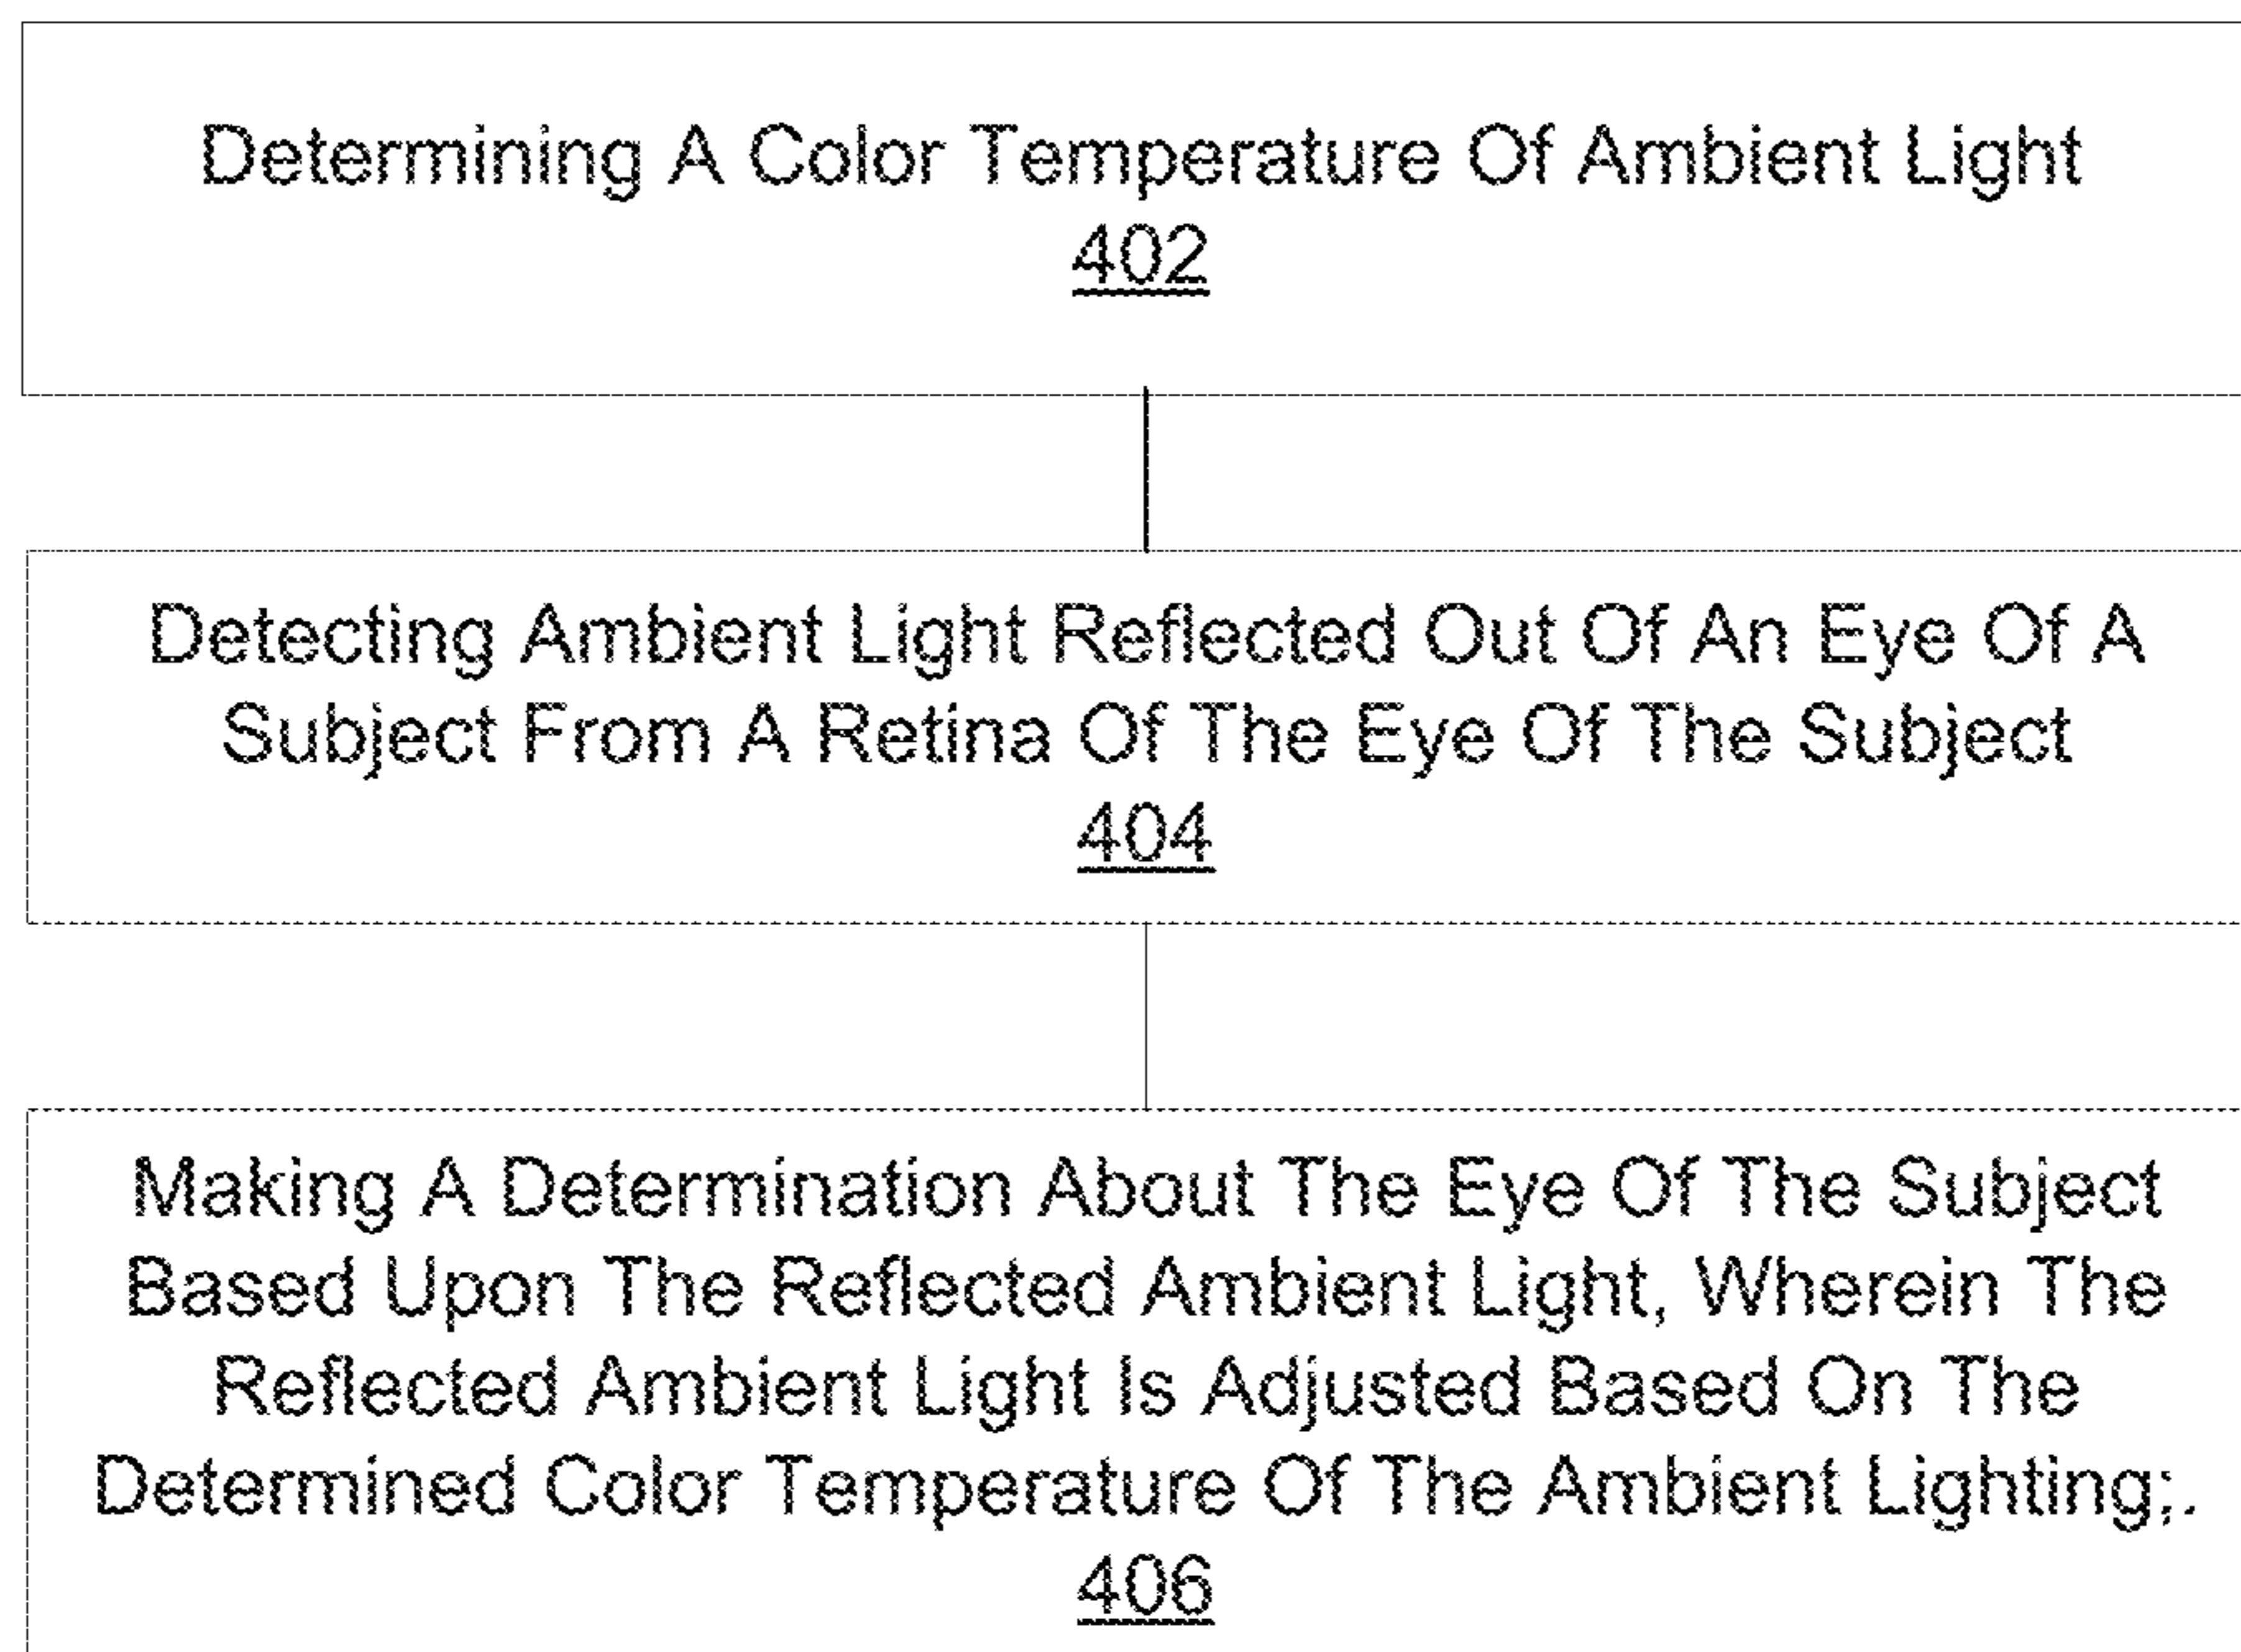 Determining A Color Temperature Of Ambient Light
402
Detecting Ambient Light Reflected Out Of An Eye Of A
Subject From A Retina Of The Eye Of The Subject
404
Making A Determination About The Eye Of The Subject
Based Upon The Reflected Ambient Light, Wherein The
Reflected Ambient Light Is Adjusted Based On The
Determined Color Temperature Of The Ambient Lighting;.
406